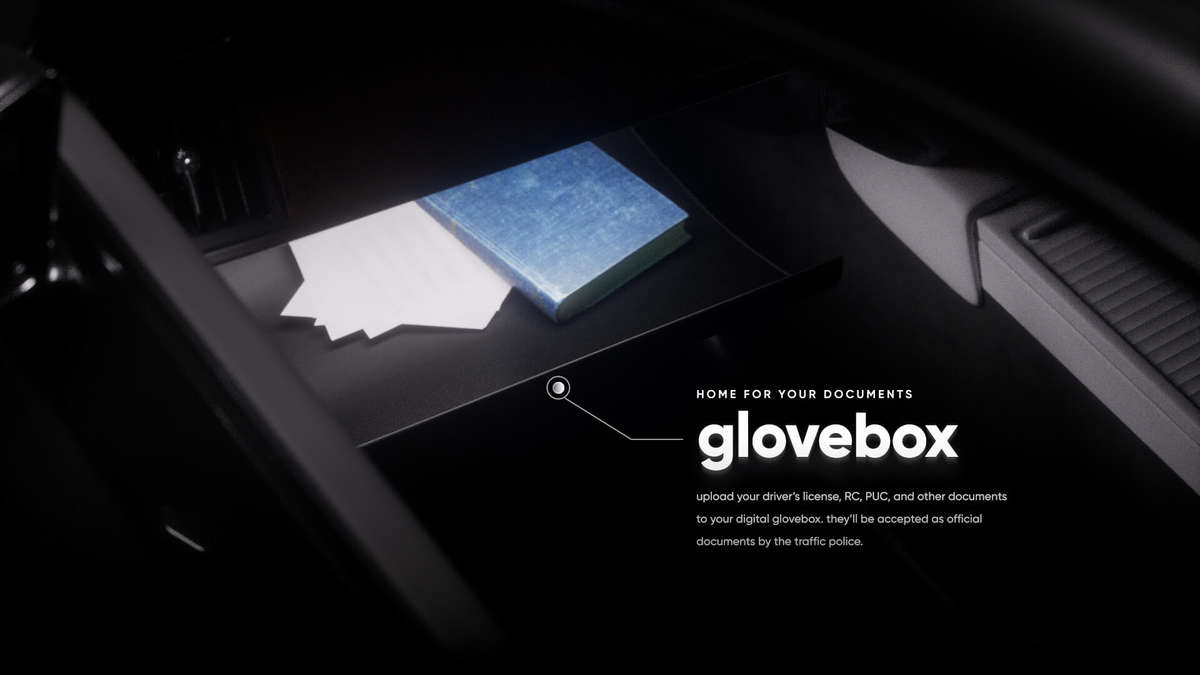 HOME FOR YOUR DOCUMENTS
glovebox
upload your driver's license, RC, PUC, and other documents
to your digital glovebox. they'll be accepted as official
documents by the traffic police.